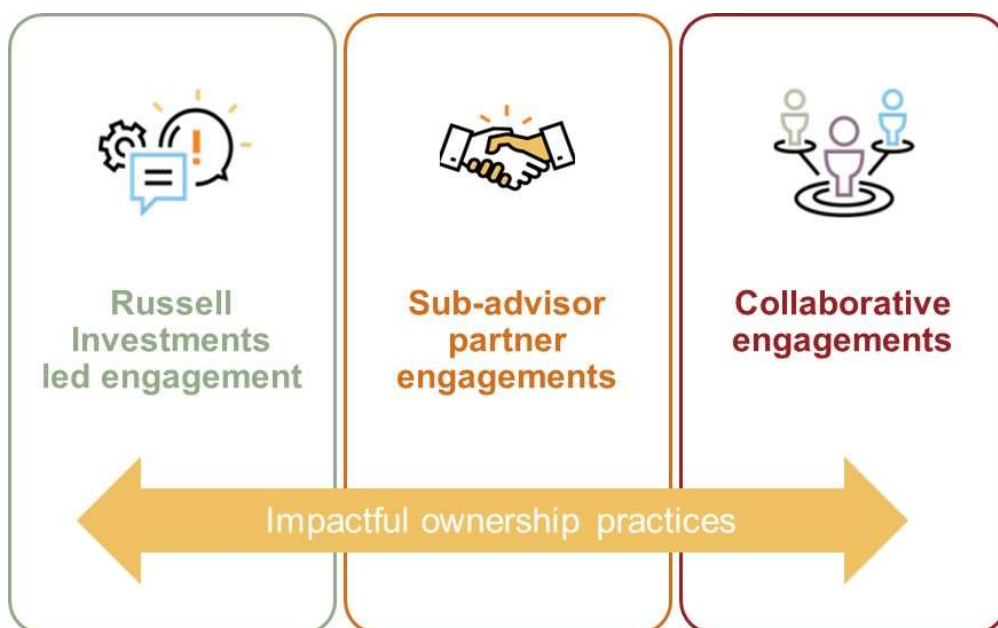 Russell
Investments
led engagement
Sub-advisor
partner
engagements
Collaborative
engagements
Impactful ownership practices